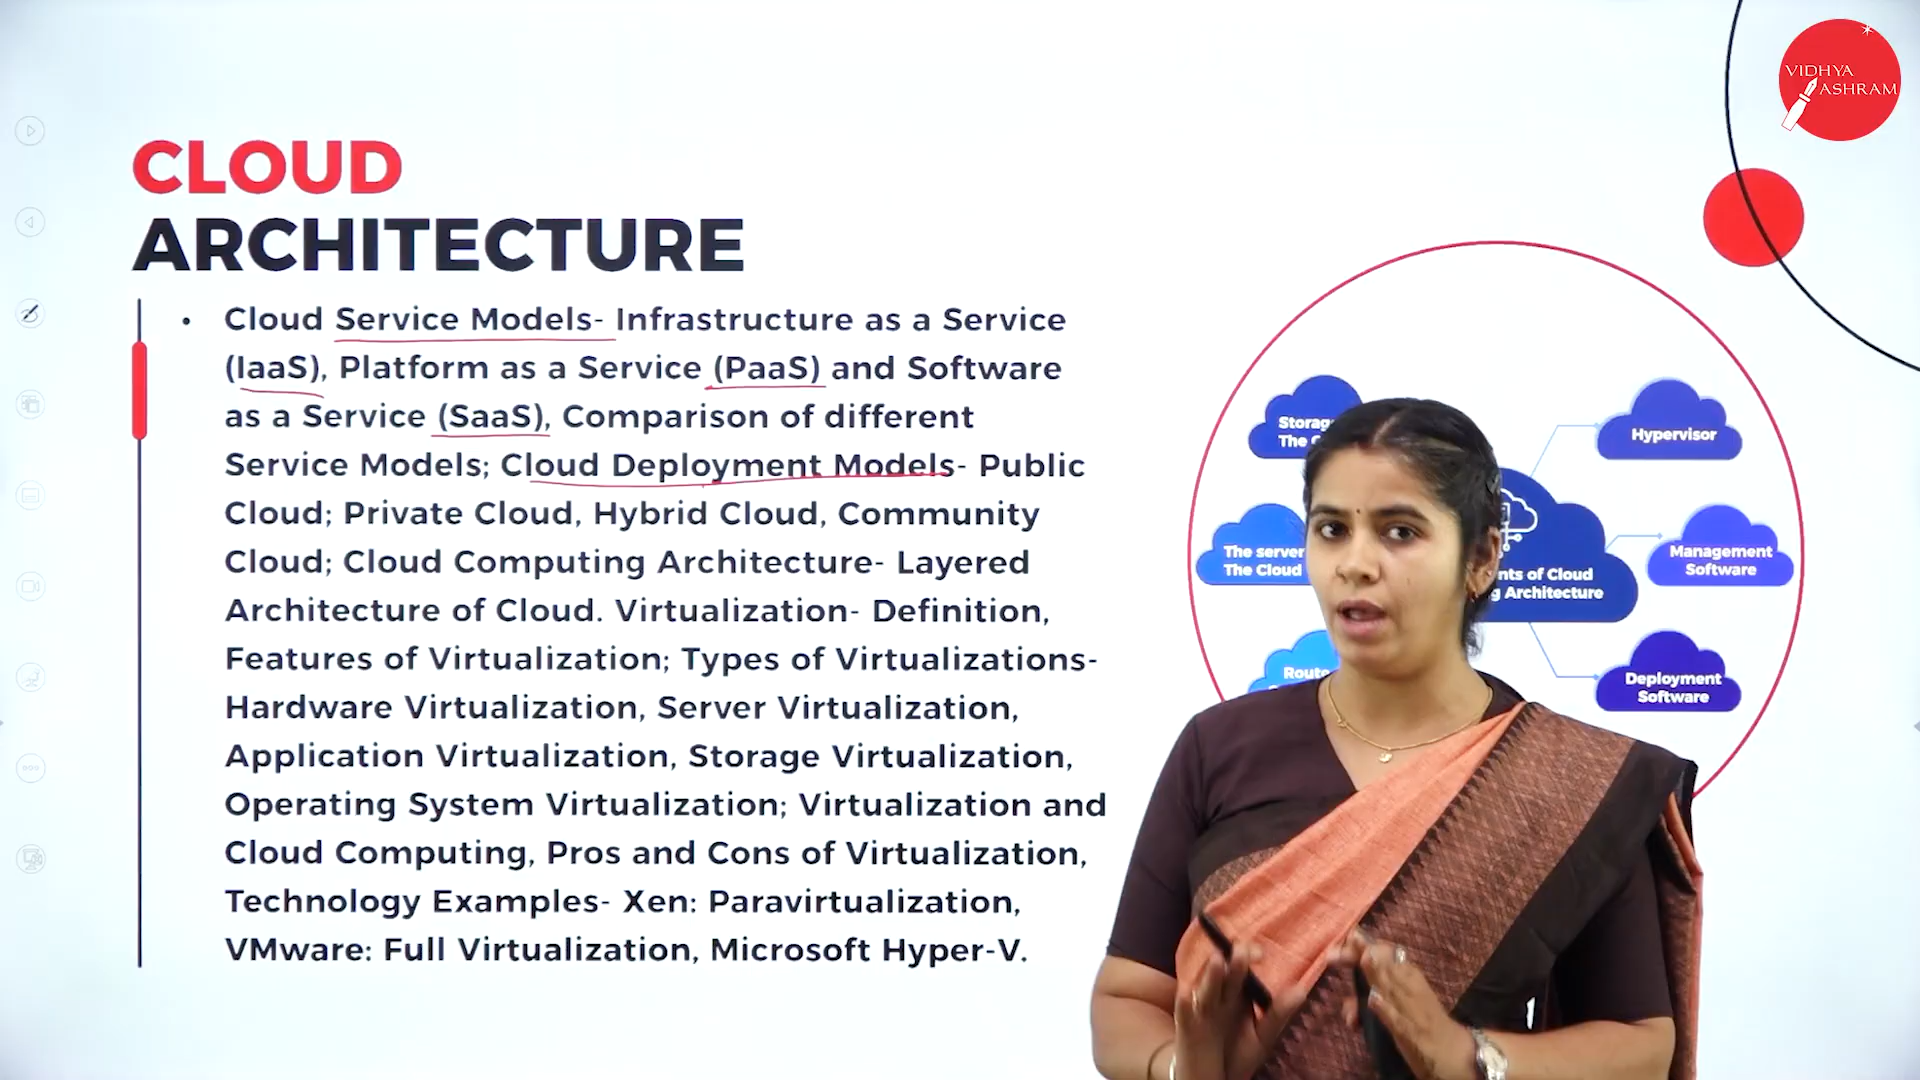 VIDHYA
ASHRAM
CLOUD
ARCHITECTURE
• Cloud Service Models- Infrastructure as a Service
(IaaS), Platform as a Service (PaaS) and Software
as a Service (SaaS), Comparison of different
Service Models; Cloud Deployment Models- Public
Cloud; Private Cloud, Hybrid Cloud, Community
Cloud; Cloud Computing Architecture- Layered
Architecture of Cloud. Virtualization- Definition,
Features of Virtualization; Types of Virtualizations-
Hardware Virtualization, Server Virtualization,
Application Virtualization, Storage Virtualization,
Operating System Virtualization; Virtualization and
Cloud Computing, Pros and Cons of Virtualization,
Technology Examples- Xen: Paravirtualization,
VMware: Full Virtualization, Microsoft Hyper-V.
The
Hypervisor
The server
The Cloud
of Cloud
Architecture
Management
Software
Deployment
Software